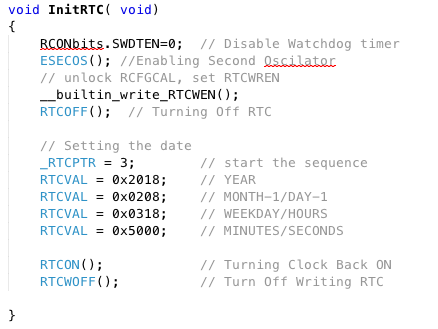 void InitRTC( void)
{
RCONbits.SWDTEN=0;  // Disable Watchdog timer
ESECOS(); //Enabling Second Oscilator
// unlock RCFGCAL, set RTCWREN
__builtin_write_RTCWEN();
RTCOFF();  // Turning Off RTC
// Setting the date
_RTCPTR = 3;        // start the sequence
RTCVAL = 0x2018;    // YEAR
RTCVAL = 0x0208;    // MONTH-1/DAY-1
RTCVAL = 0x0318;    // WEEKDAY/HOURS
RTCVAL = 0x5000;    // MINUTES/SECONDS
RTCON();            // Turning Clock Back ON
RTCWOFF();          // Turn Off Writing RTC
}